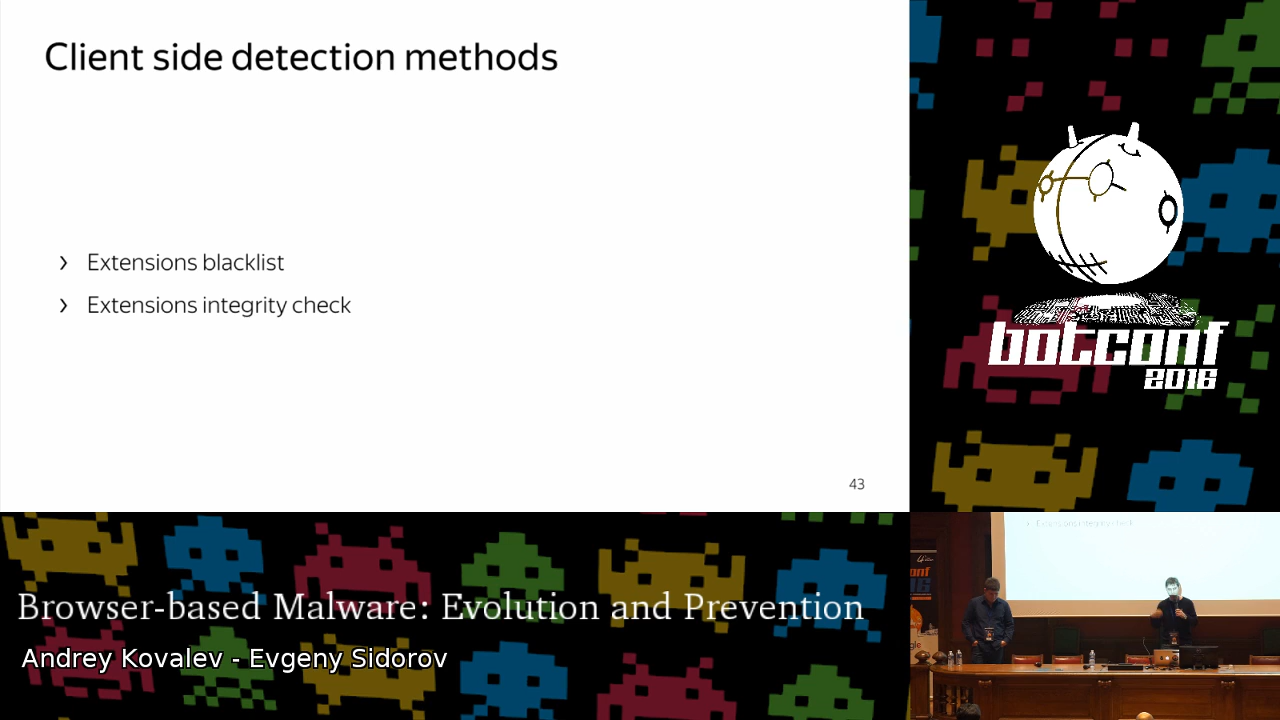 Client side detection methods
› Extensions blacklist
› Extensions integrity check
43
botconf
2016
Browser-based Malware: Evolution and Prevention
Andrey Kovalev - Evgeny Sidorov